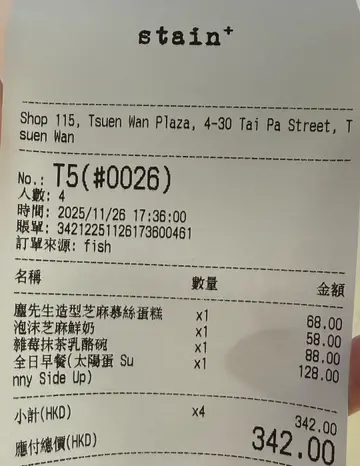 stain+
Shop 115, Tsuen Wan Plaza, 4-30 Tai Pa Street, T
suen Wan
No.: T5(#0026)
人數: 4
時間: 2025/11/26 17:36:00
賬單: 34212251126173600461
訂單來源: fish
名稱 數量 金額
龐先生造型芝麻慕絲蛋糕 x1 68.00
泡沫芝麻鮮奶 x1 58.00
雜莓抹茶乳酪碗 x1 88.00
全日早餐(太陽蛋 Su x1 128.00
nny Side Up)
小計(HKD) x4 342.00
應付總價(HKD) 342.00